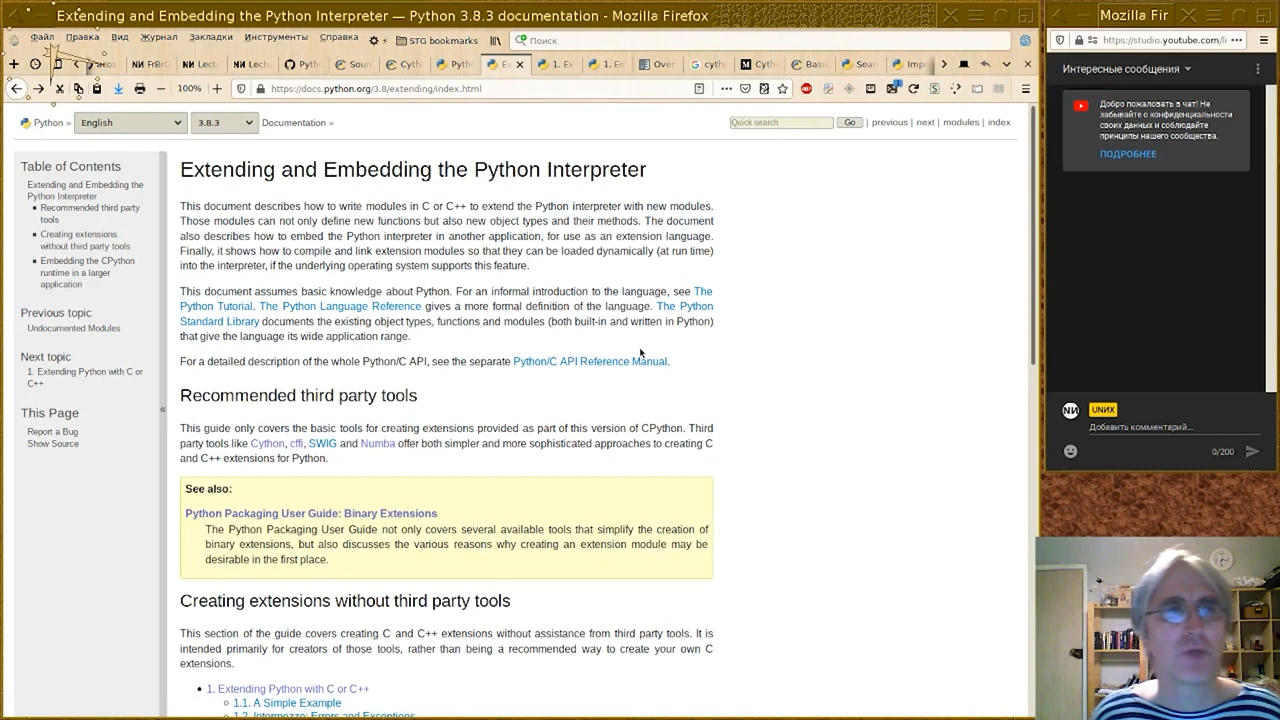 Extending and Embedding the Python Interpreter — Python 3.8.3 documentation - Mozilla Firefox
Файл Правка Вид Журнал Закладки Инструменты Справка STG bookmarks Поиск
100% https://docs.python.org/3.8/extending/index.html
Python » English 3.8.3 Documentation » Quick search Go | previous | next | modules | index
Table of Contents
Extending and Embedding the
Python Interpreter
Recommended third party
tools
Creating extensions
without third party tools
Embedding the CPython
runtime in a larger
application
Previous topic
Undocumented Modules
Next topic
1. Extending Python with C or
C++
This Page
Report a Bug
Show Source
«
Extending and Embedding the Python Interpreter
This document describes how to write modules in C or C++ to extend the Python interpreter with new modules.
Those modules can not only define new functions but also new object types and their methods. The document
also describes how to embed the Python interpreter in another application, for use as an extension language.
Finally, it shows how to compile and link extension modules so that they can be loaded dynamically (at run time)
into the interpreter, if the underlying operating system supports this feature.
This document assumes basic knowledge about Python. For an informal introduction to the language, see The
Python Tutorial. The Python Language Reference gives a more formal definition of the language. The Python
Standard Library documents the existing object types, functions and modules (both built-in and written in Python)
that give the language its wide application range.
For a detailed description of the whole Python/C API, see the separate Python/C API Reference Manual.
Recommended third party tools
This guide only covers the basic tools for creating extensions provided as part of this version of CPython. Third
party tools like Cython, cffi, SWIG and Numba offer both simpler and more sophisticated approaches to creating C
and C++ extensions for Python.
See also:
Python Packaging User Guide: Binary Extensions
The Python Packaging User Guide not only covers several available tools that simplify the creation of
binary extensions, but also discusses the various reasons why creating an extension module may be
desirable in the first place.
Creating extensions without third party tools
This section of the guide covers creating C and C++ extensions without assistance from third party tools. It is
intended primarily for creators of those tools, rather than being a recommended way to create your own C
extensions.
1. Extending Python with C or C++
1.1. A Simple Example
1.2. Intermezzo: Errors and Exceptions
Mozilla Fir
https://studio.youtube.com/li
Интересные сообщения
Добро пожаловать в чат! Не
забывайте о конфиденциальности
своих данных и соблюдайте
принципы нашего сообщества.
ПОДРОБНЕЕ
UNИX
Добавить комментарий...
0/200